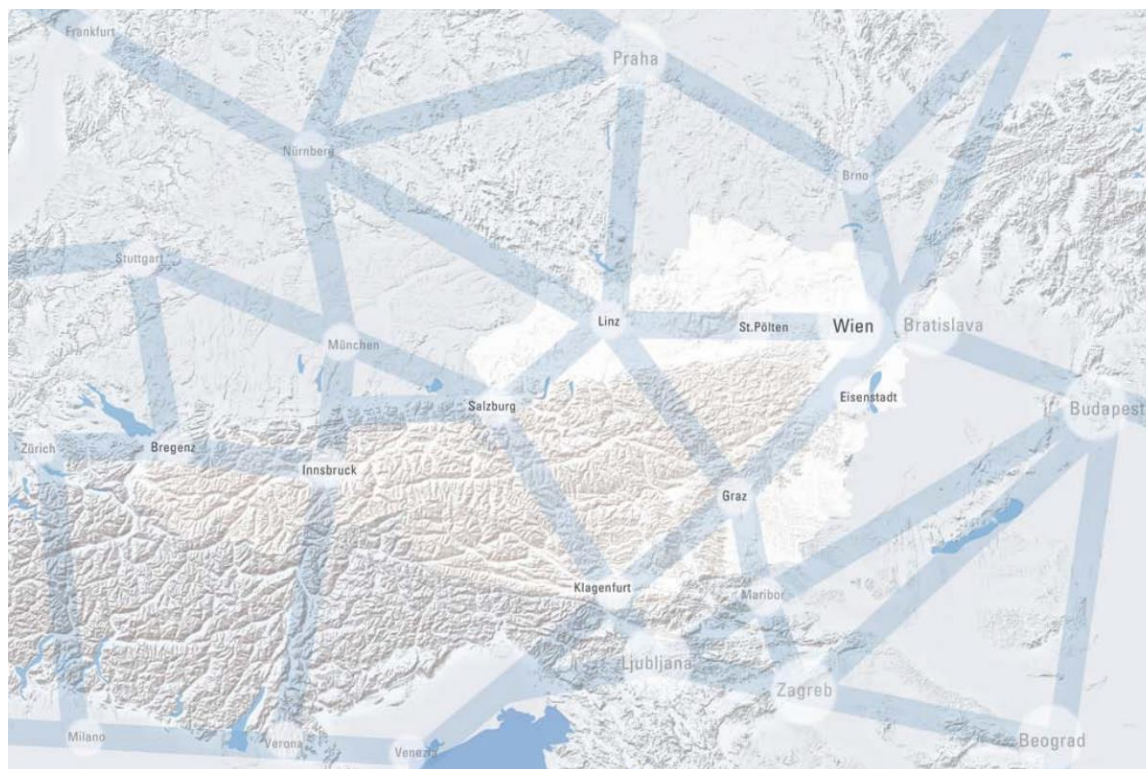 Frankfurt
Praha
Nürnberg
Brno
Stuttgart
Linz
St.Pölten
Wien
Bratislava
München
Eisenstadt
Salzburg
Budapest
Zürich
Bregenz
Innsbruck
Graz
Klagenfurt
Maribor
Ljubljana
Zagreb
Milano
Verona
Venezia
Beograd